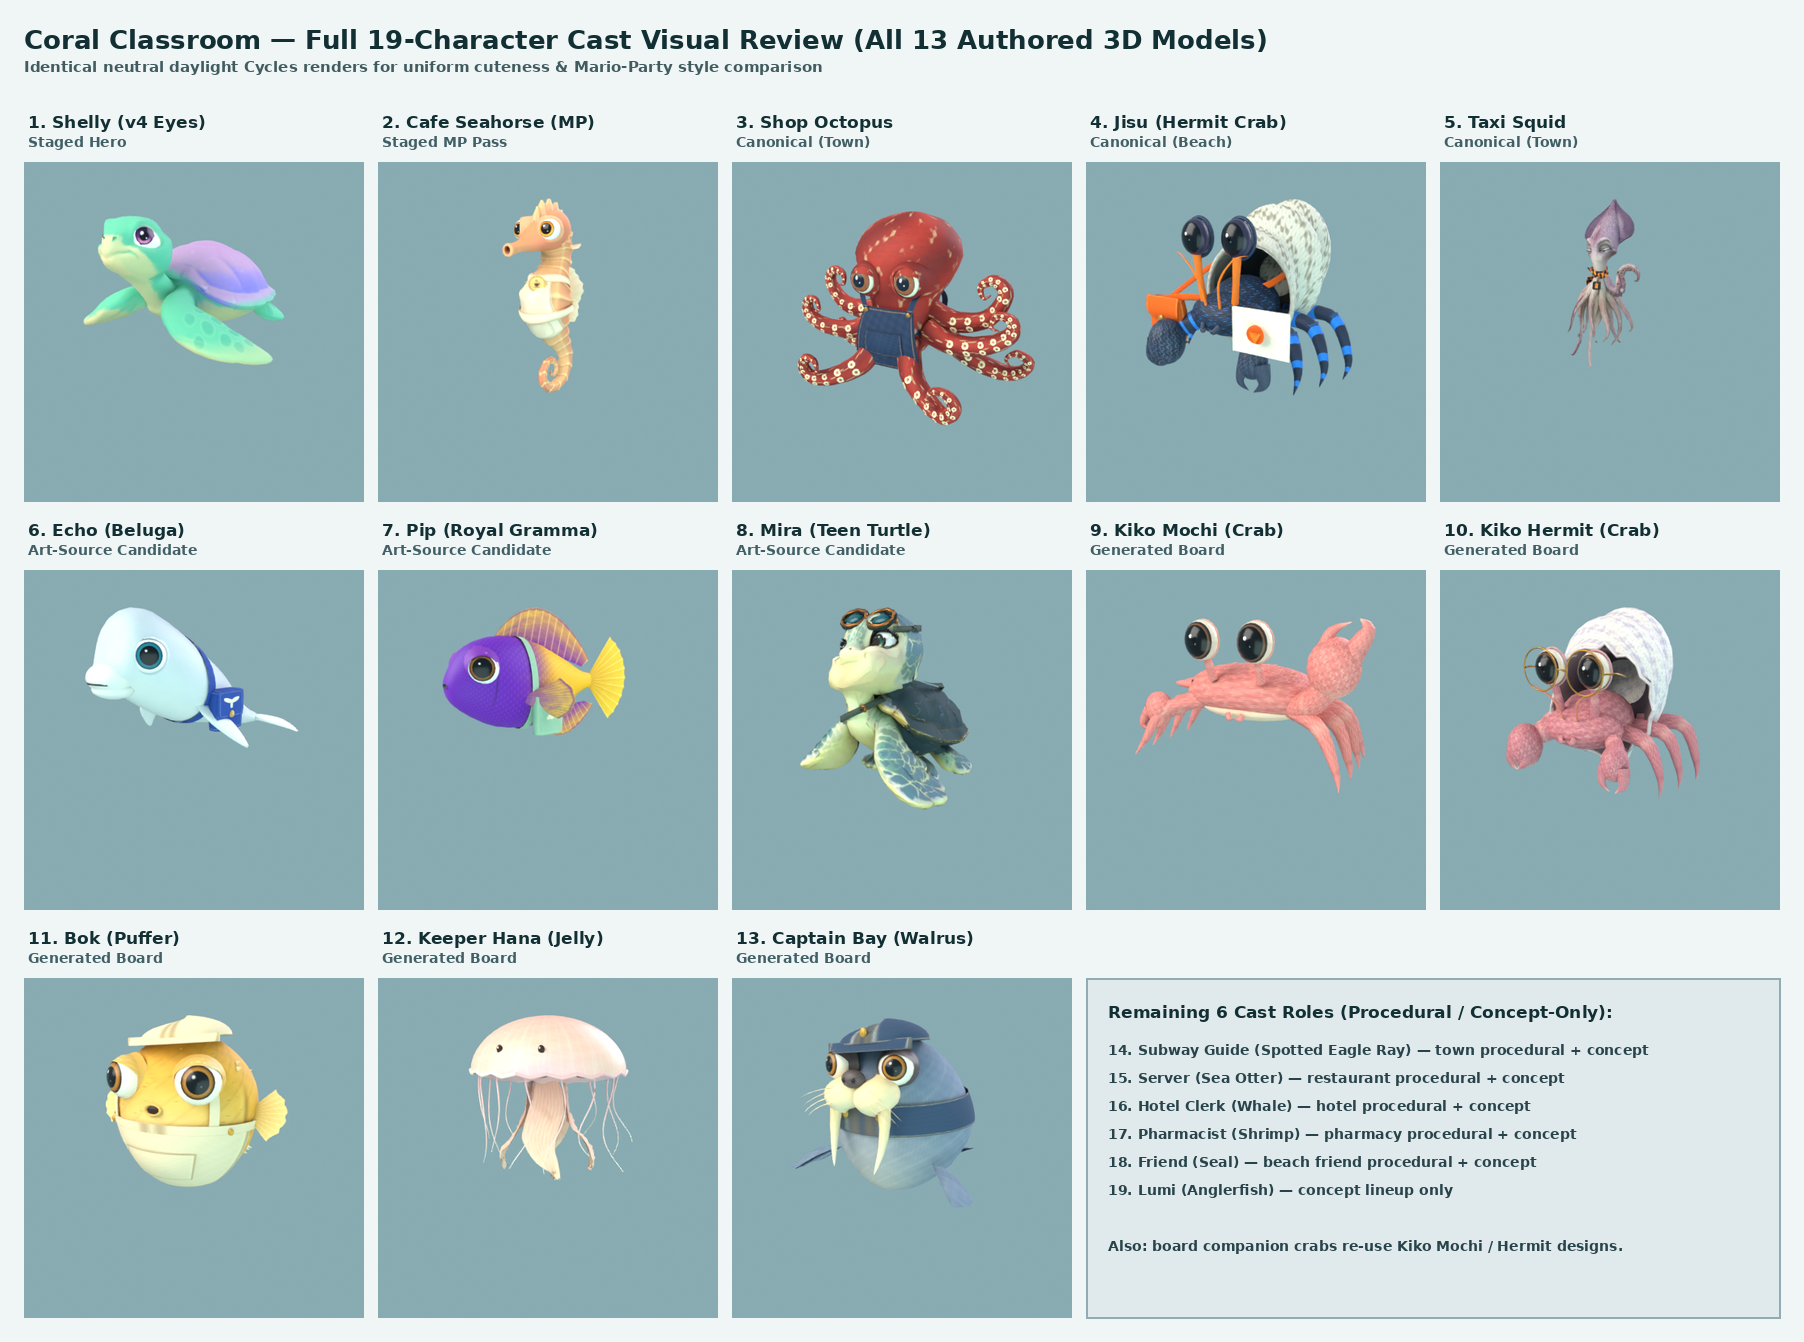 Coral Classroom — Full 19-Character Cast Visual Review (All 13 Authored 3D Models)
Identical neutral daylight Cycles renders for uniform cuteness & Mario-Party style comparison
1. Shelly (v4 Eyes)
Staged Hero
2. Cafe Seahorse (MP)
Staged MP Pass
3. Shop Octopus
Canonical (Town)
4. Jisu (Hermit Crab)
Canonical (Beach)
5. Taxi Squid
Canonical (Town)
6. Echo (Beluga)
Art-Source Candidate
7. Pip (Royal Gramma)
Art-Source Candidate
8. Mira (Teen Turtle)
Art-Source Candidate
9. Kiko Mochi (Crab)
Generated Board
10. Kiko Hermit (Crab)
Generated Board
11. Bok (Puffer)
Generated Board
12. Keeper Hana (Jelly)
Generated Board
13. Captain Bay (Walrus)
Generated Board
Remaining 6 Cast Roles (Procedural / Concept-Only):
14. Subway Guide (Spotted Eagle Ray) — town procedural + concept
15. Server (Sea Otter) — restaurant procedural + concept
16. Hotel Clerk (Whale) — hotel procedural + concept
17. Pharmacist (Shrimp) — pharmacy procedural + concept
18. Friend (Seal) — beach friend procedural + concept
19. Lumi (Anglerfish) — concept lineup only
Also: board companion crabs re-use Kiko Mochi / Hermit designs.